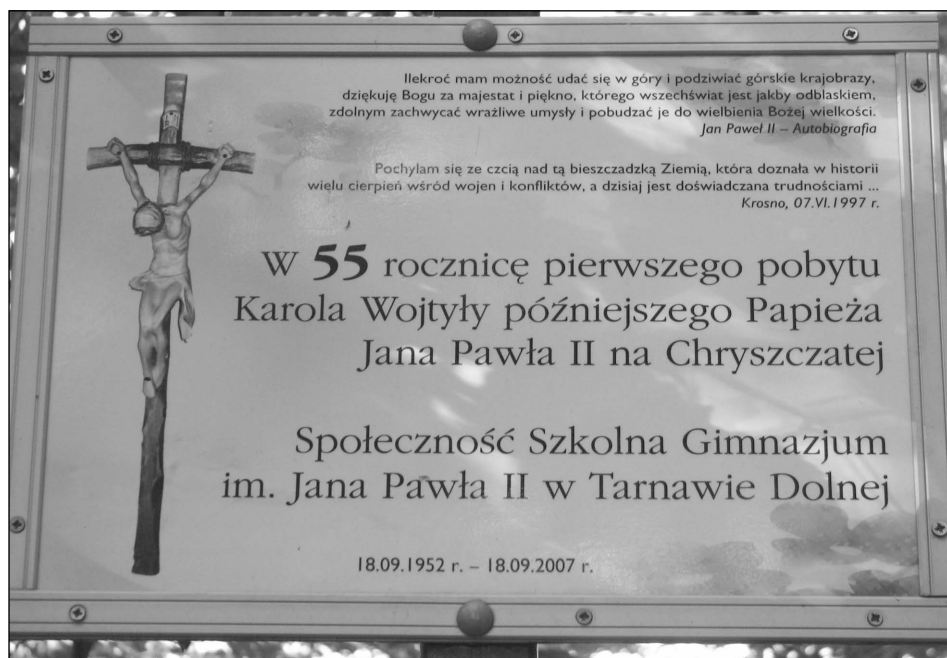 Ilekroć mam możność udać się w góry i podziwiać górskie krajobrazy,
dziękuję Bogu za majestat i piękno, którego wszechświat jest jakby odblaskiem,
zdolnym zachwycać wrażliwe umysły i pobudzać je do wielbienia Bożej wielkości.
Jan Paweł II – Autobiografia
Pochylam się ze czcią nad tą bieszczadzką Ziemią, która doznała w historii
wielu cierpień wśród wojen i konfliktów, a dzisiaj jest doświadczana trudnościami ...
Krosno, 07.VI.1997 r.
W 55 rocznicę pierwszego pobytu
Karola Wojtyły późniejszego Papieża
Jana Pawła II na Chryszczatej
Społeczność Szkolna Gimnazjum
im. Jana Pawła II w Tarnawie Dolnej
18.09.1952 r. – 18.09.2007 r.